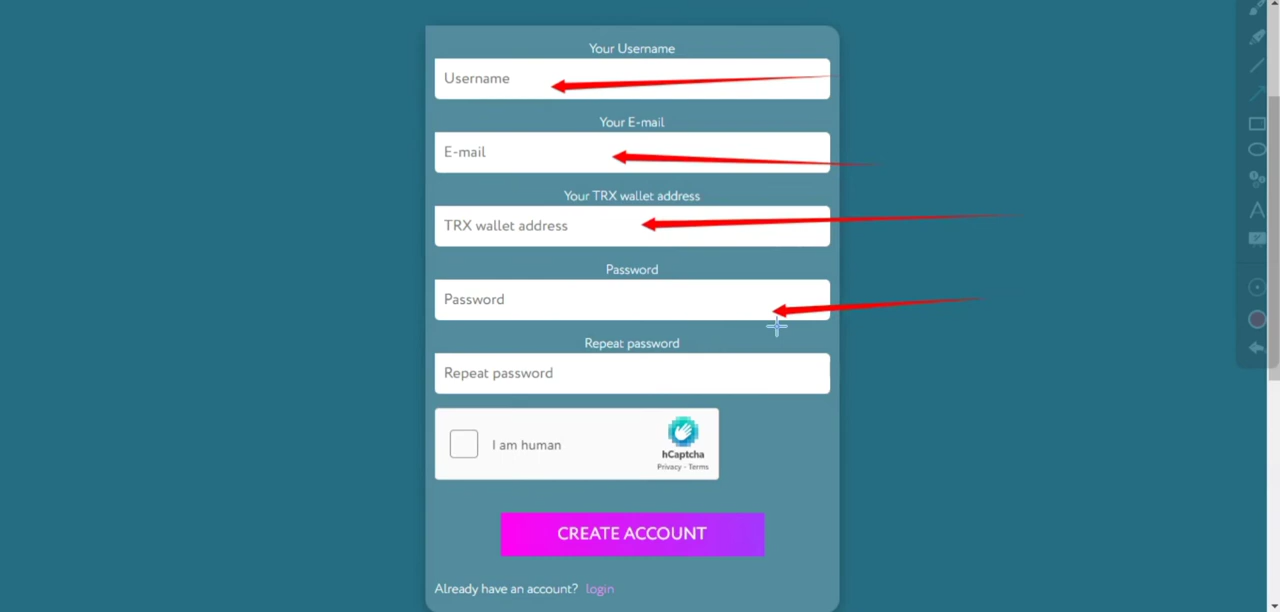 Your Username
Username
Your E-mail
E-mail
Your TRX wallet address
TRX wallet address
Password
Password
Repeat password
Repeat password
I am human
hCaptcha
Privacy - Terms
CREATE ACCOUNT
Already have an account? login